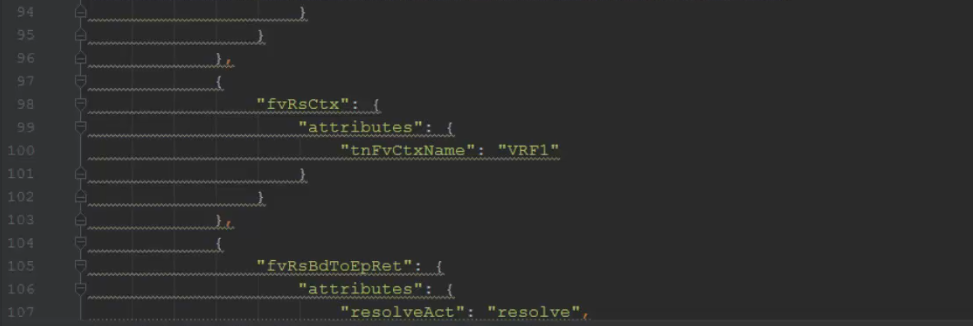 94 }
95 }
96 },
97 {
98 "fvRsCtx": {
99 "attributes": {
100 "tnFvCtxName": "VRF1"
101 }
102 }
103 },
104 {
105 "fvRsBdToEpRet": {
106 "attributes": {
107 "resolveAct": "resolve",